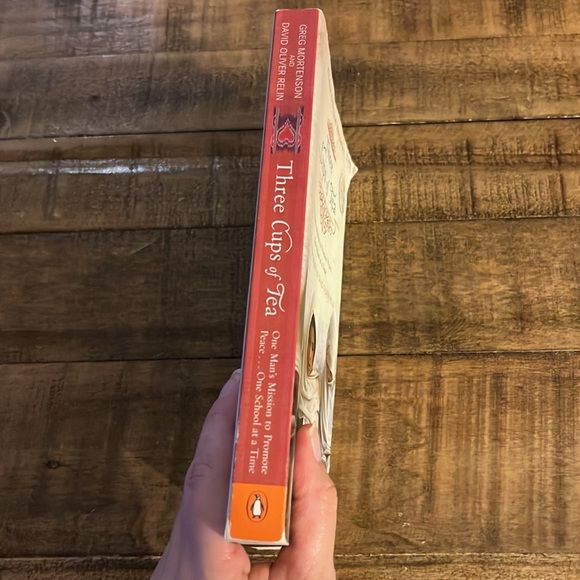 GREG MORTENSON
AND
DAVID OLIVER RELIN
Three Cups of Tea
One Man's Mission to Promote
Peace... One School at a Time